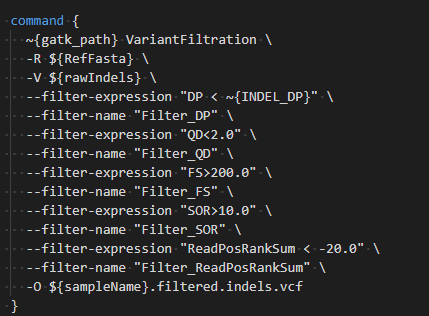 command {
~{gatk_path} VariantFiltration \
-R ${RefFasta} \
-V ${rawIndels} \
--filter-expression "DP < ~{INDEL_DP}" \
--filter-name "Filter_DP" \
--filter-expression "QD<2.0" \
--filter-name "Filter_QD" \
--filter-expression "FS>200.0" \
--filter-name "Filter_FS" \
--filter-expression "SOR>10.0" \
--filter-name "Filter_SOR" \
--filter-expression "ReadPosRankSum < -20.0" \
--filter-name "Filter_ReadPosRankSum" \
-O ${sampleName}.filtered.indels.vcf
}